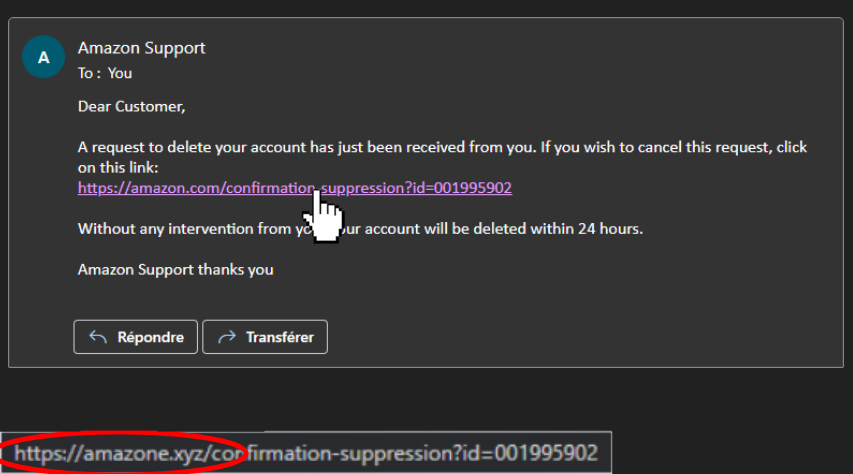 A
Amazon Support
To : You
Dear Customer,
A request to delete your account has just been received from you. If you wish to cancel this request, click
on this link:
https://amazon.com/confirmation-suppression?id=001995902
Without any intervention from your account will be deleted within 24 hours.
Amazon Support thanks you
Répondre
Transférer
https://amazone.xyz/confirmation-suppression?id=001995902